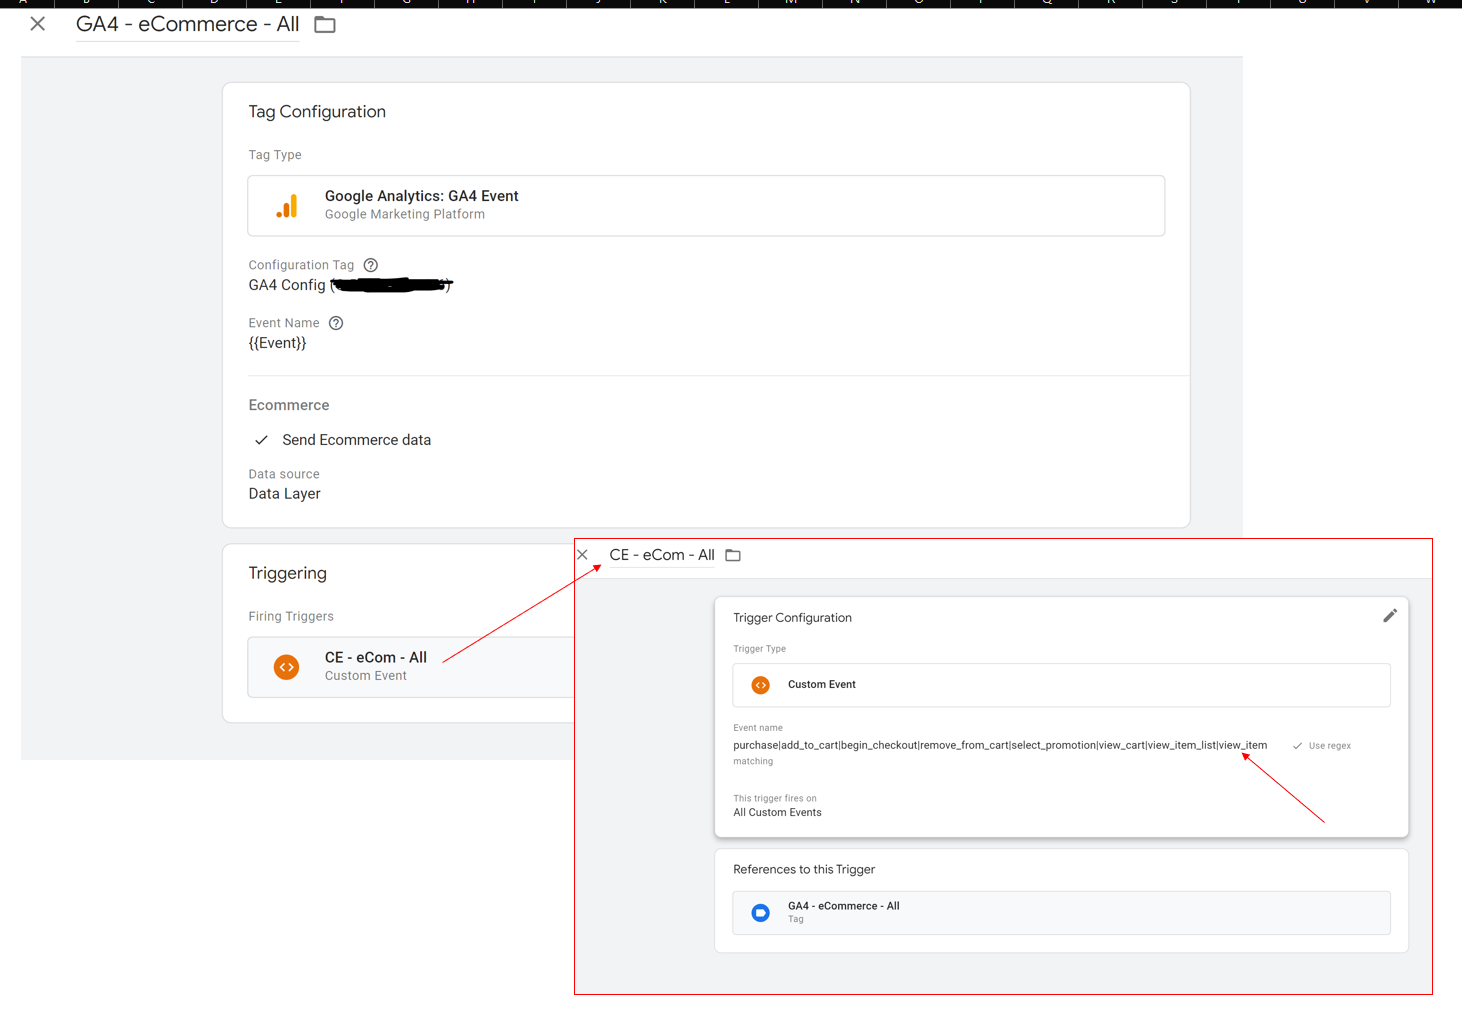 GA4 - eCommerce - All
Tag Configuration
Tag Type
Google Analytics: GA4 Event
Google Marketing Platform
Configuration Tag
GA4 Config (
Event Name
{{Event}}
Ecommerce
Send Ecommerce data
Data source
Data Layer
Triggering
Firing Triggers
CE - eCom - All
Custom Event
CE - eCom - All
Trigger Configuration
Trigger Type
Custom Event
Event name
purchase|add_to_cart|begin_checkout|remove_from_cart|select_promotion|view_cart|view_item_list|view_item
Use regex
matching
This trigger fires on
All Custom Events
References to this Trigger
GA4 - eCommerce - All
Tag